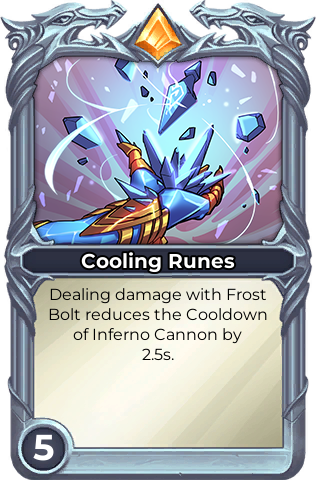 Cooling Runes
Dealing damage with Frost
Bolt reduces the Cooldown
of Inferno Cannon by
2.5s.
5